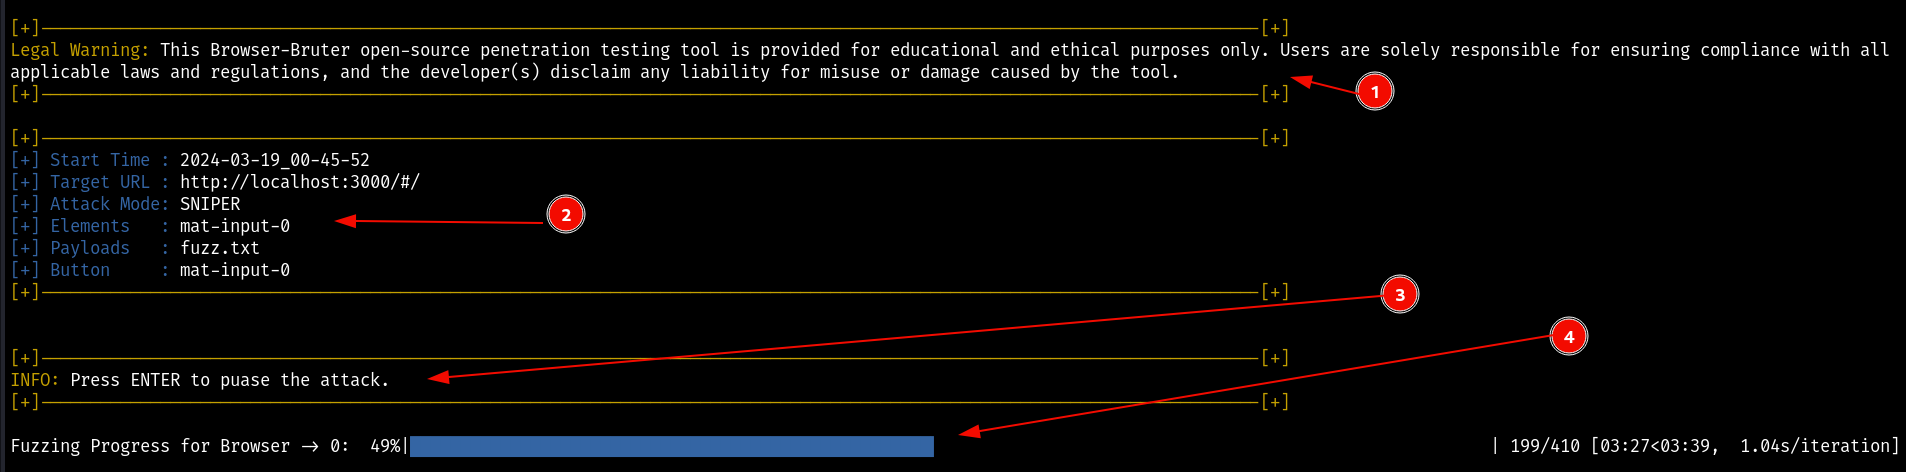 [+]────────────────────────────────────────[+]
Legal Warning: This Browser-Bruter open-source penetration testing tool is provided for educational and ethical purposes only. Users are solely responsible for ensuring compliance with all
applicable laws and regulations, and the developer(s) disclaim any liability for misuse or damage caused by the tool.
1
[+]────────────────────────────────────────[+]
[+]────────────────────────────────────────[+]
[+] Start Time : 2024-03-19_00-45-52
[+] Target URL : http://localhost:3000/#/
[+] Attack Mode: SNIPER
2
[+] Elements   : mat-input-0
[+] Payloads   : fuzz.txt
[+] Button     : mat-input-0
[+]────────────────────────────────────────[+]
3
4
[+]────────────────────────────────────────[+]
INFO: Press ENTER to puase the attack.
[+]────────────────────────────────────────[+]
Fuzzing Progress for Browser → 0:  49%| | 199/410 [03:27<03:39,  1.04s/iteration]